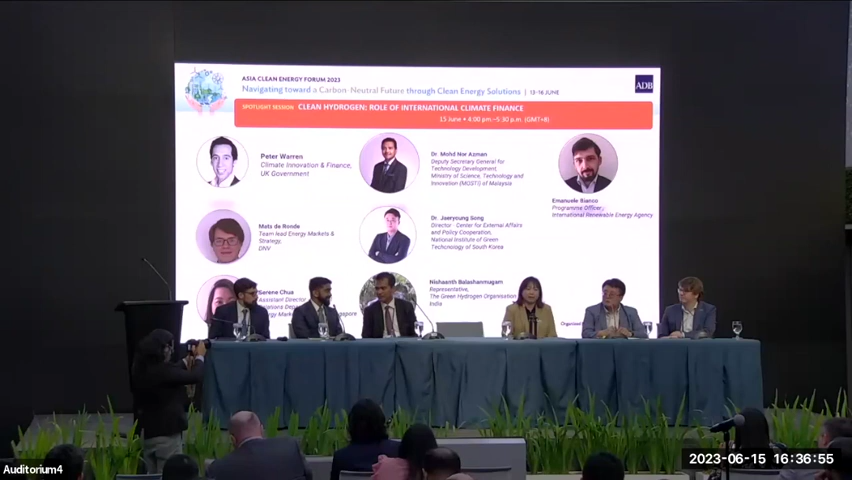 ASIA CLEAN ENERGY FORUM 2023
Navigating toward a Carbon-Neutral Future through Clean Energy Solutions | 13-16 JUNE
ADB
SPOTLIGHT SESSION CLEAN HYDROGEN: ROLE OF INTERNATIONAL CLIMATE FINANCE
15 June • 4:00 pm–5:30 p.m. (GMT+8)
Peter Warren
Climate Innovation & Finance,
UK Government
Dr. Mohd Nor Azman
Deputy Secretary General for
Technology Development,
Ministry of Science, Technology and
Innovation (MOSTI) of Malaysia
Emanuele Bianco
Programme Officer,
International Renewable Energy Agency
Mats de Ronde
Team lead Energy Markets &
Strategy,
DNV
Dr. Jaeryoung Song
Director - Center for External Affairs
and Policy Cooperation,
National Institute of Green
Technology of South Korea
Serene Chua
Assistant Director
Nishaanth Balashanmugam
Representative,
The Green Hydrogen Organisation
India
Organised
Auditorium4
2023-06-15 16:36:55